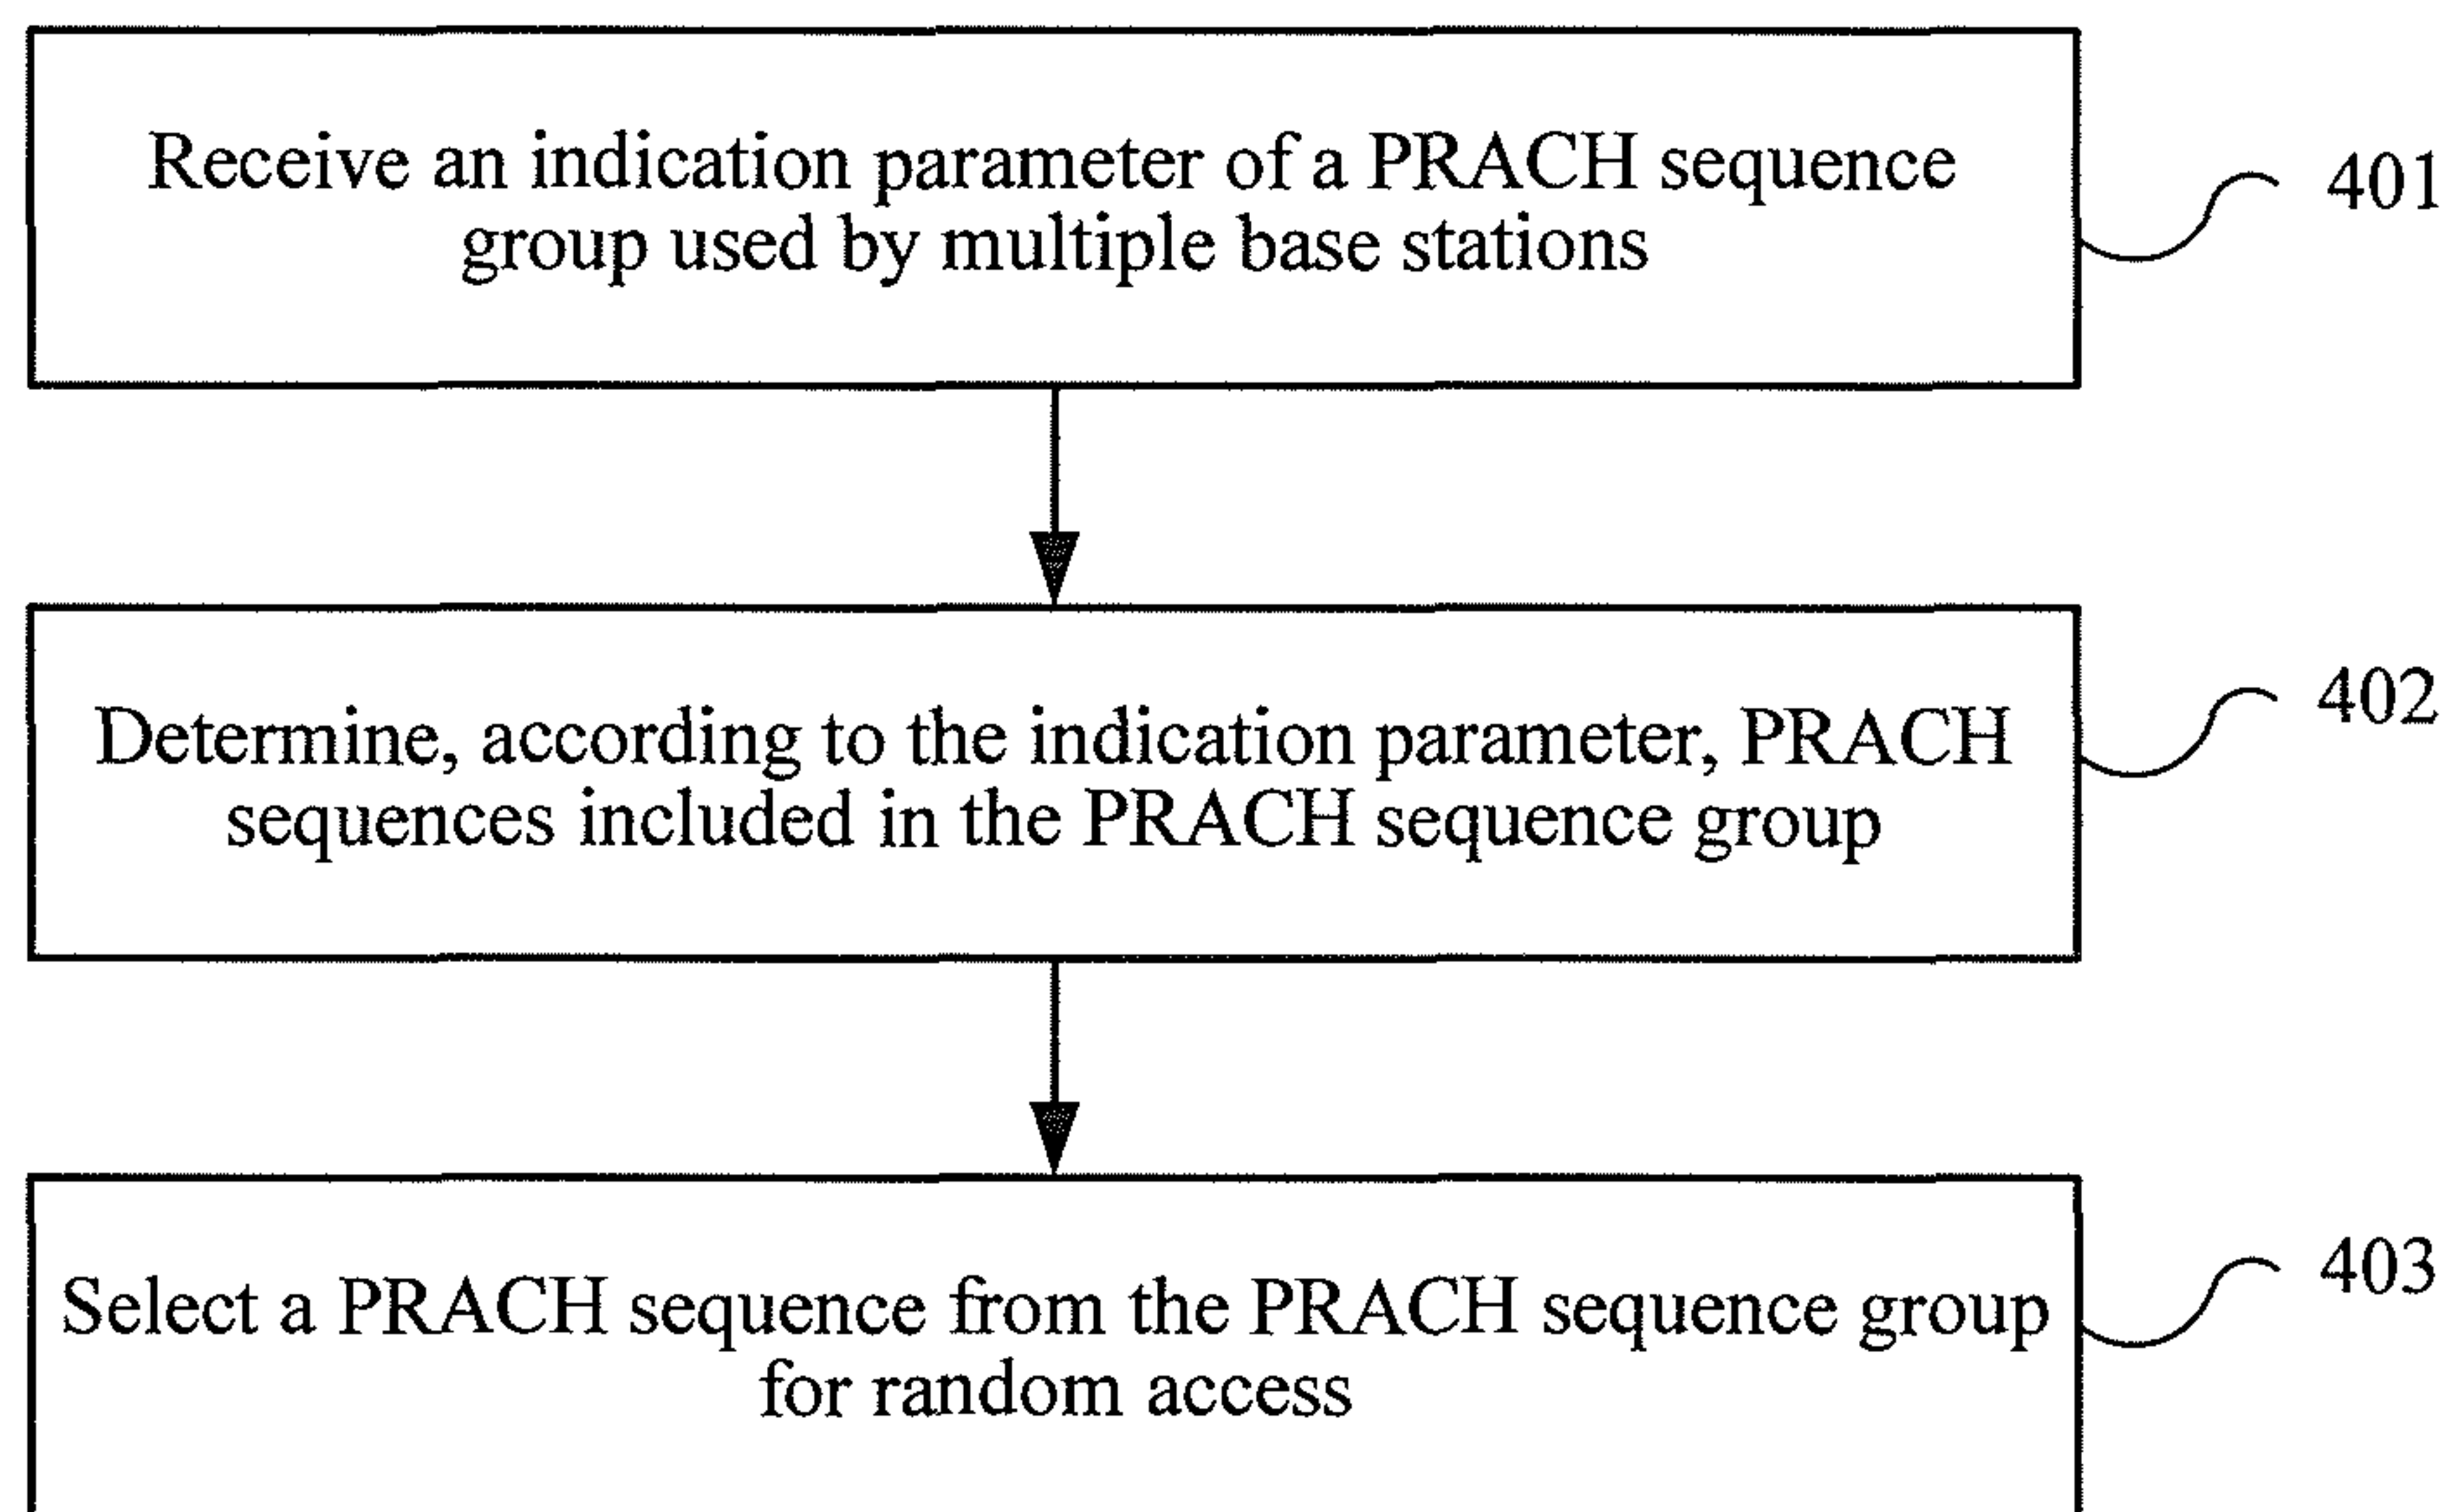 Receive an indication parameter of a PRACH sequence
group used by multiple base stations
401
Determine, according to the indication parameter, PRACH
sequences included in the PRACH sequence group
402
Select a PRACH sequence from the PRACH sequence group
for random access
403